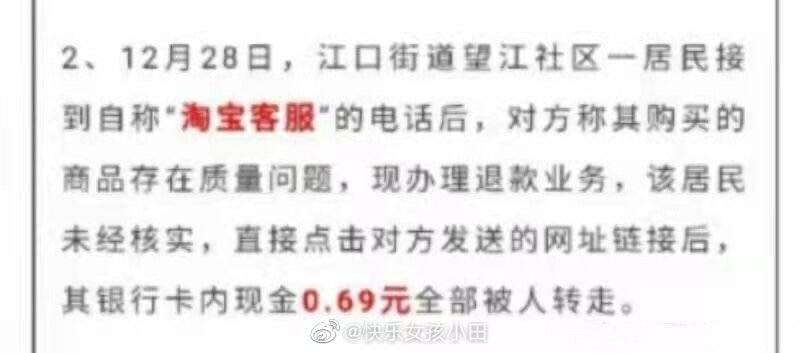 2、12月28日，江口街道望江社区一居民接
到自称“淘宝客服”的电话后，对方称其购买的
商品存在质量问题，现办理退款业务，该居民
未经核实，直接点击对方发送的网址链接后，
其银行卡内现金0.69元全部被人转走。
@快乐女孩小田